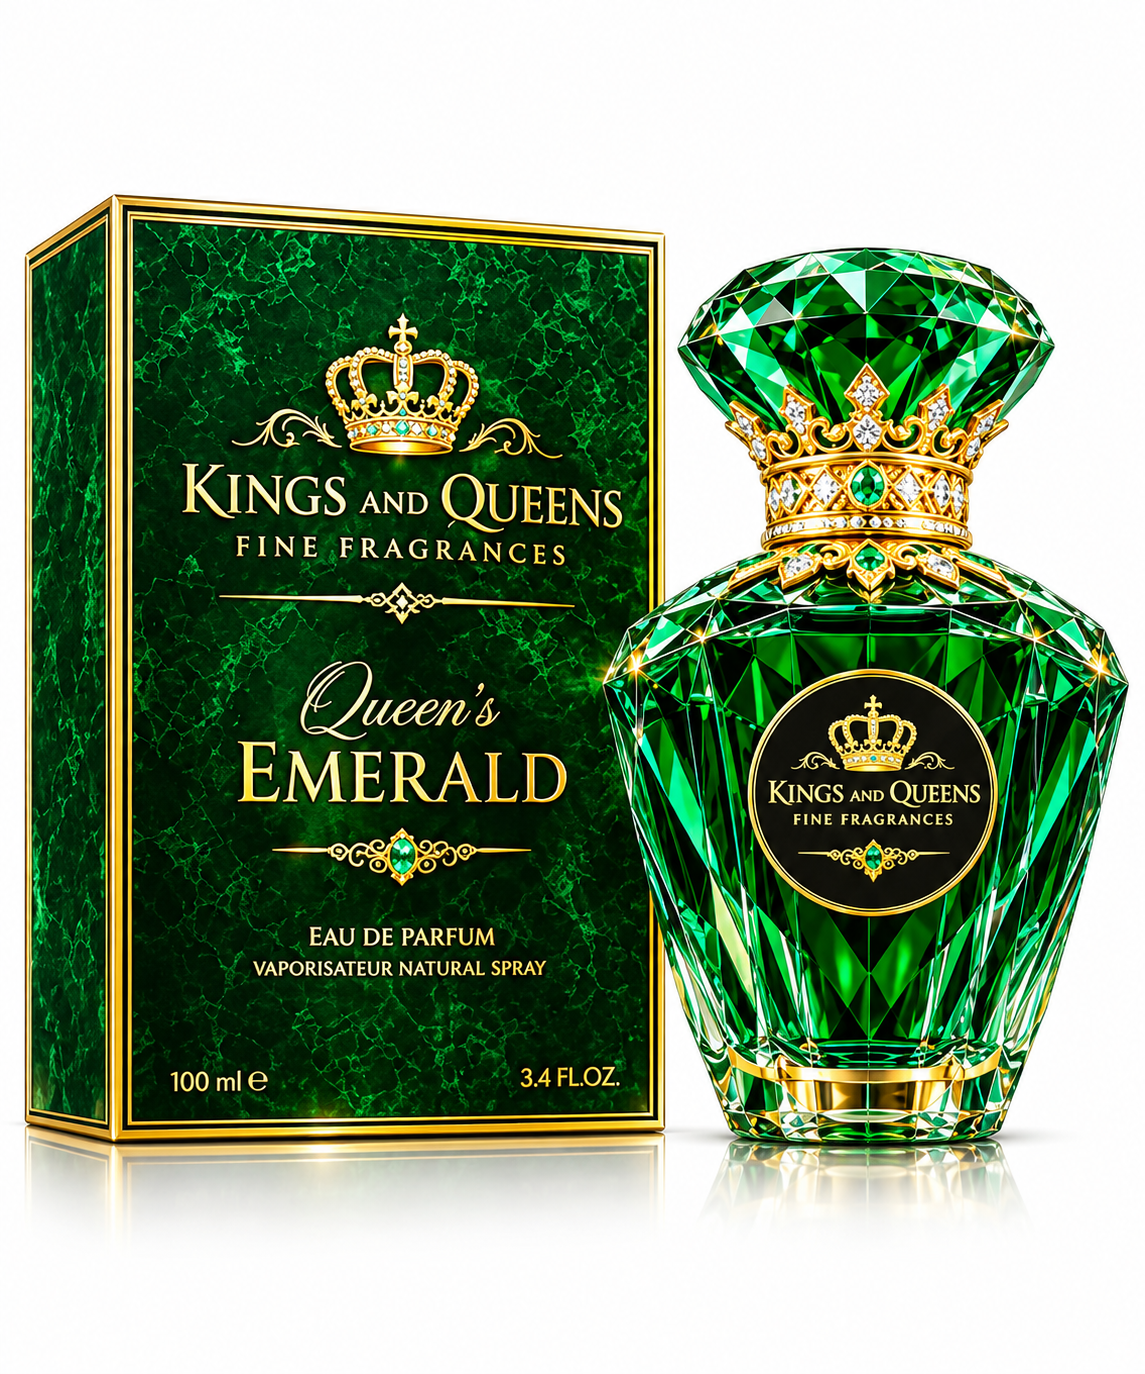 KINGS AND QUEENS
FINE FRAGRANCES
Queen's
EMERALD
EAU DE PARFUM
VAPORISATEUR NATURAL SPRAY
100 ml ℮
3.4 FL.OZ.
KINGS AND QUEENS
FINE FRAGRANCES